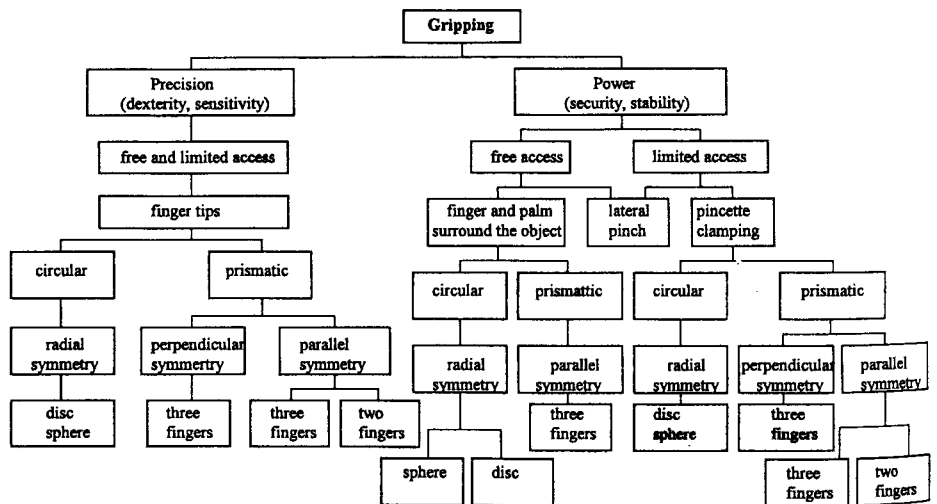 Gripping
Precision
(dexterity, sensitivity)
Power
(security, stability)
free and limited access
free access
limited access
finger tips
finger and palm
surround the object
lateral
pinch
pincette
clamping
circular
prismatic
circular
prismattic
circular
prismatic
radial
symmetry
perpendicular
symmertry
parallel
symmetry
radial
symmetry
parallel
symmetry
radial
symmetry
perpendicular
symmetry
parallel
symmetry
disc
sphere
three
fingers
three
fingers
two
fingers
three
fingers
disc
sphere
three
fingers
sphere
disc
three
fingers
two
fingers